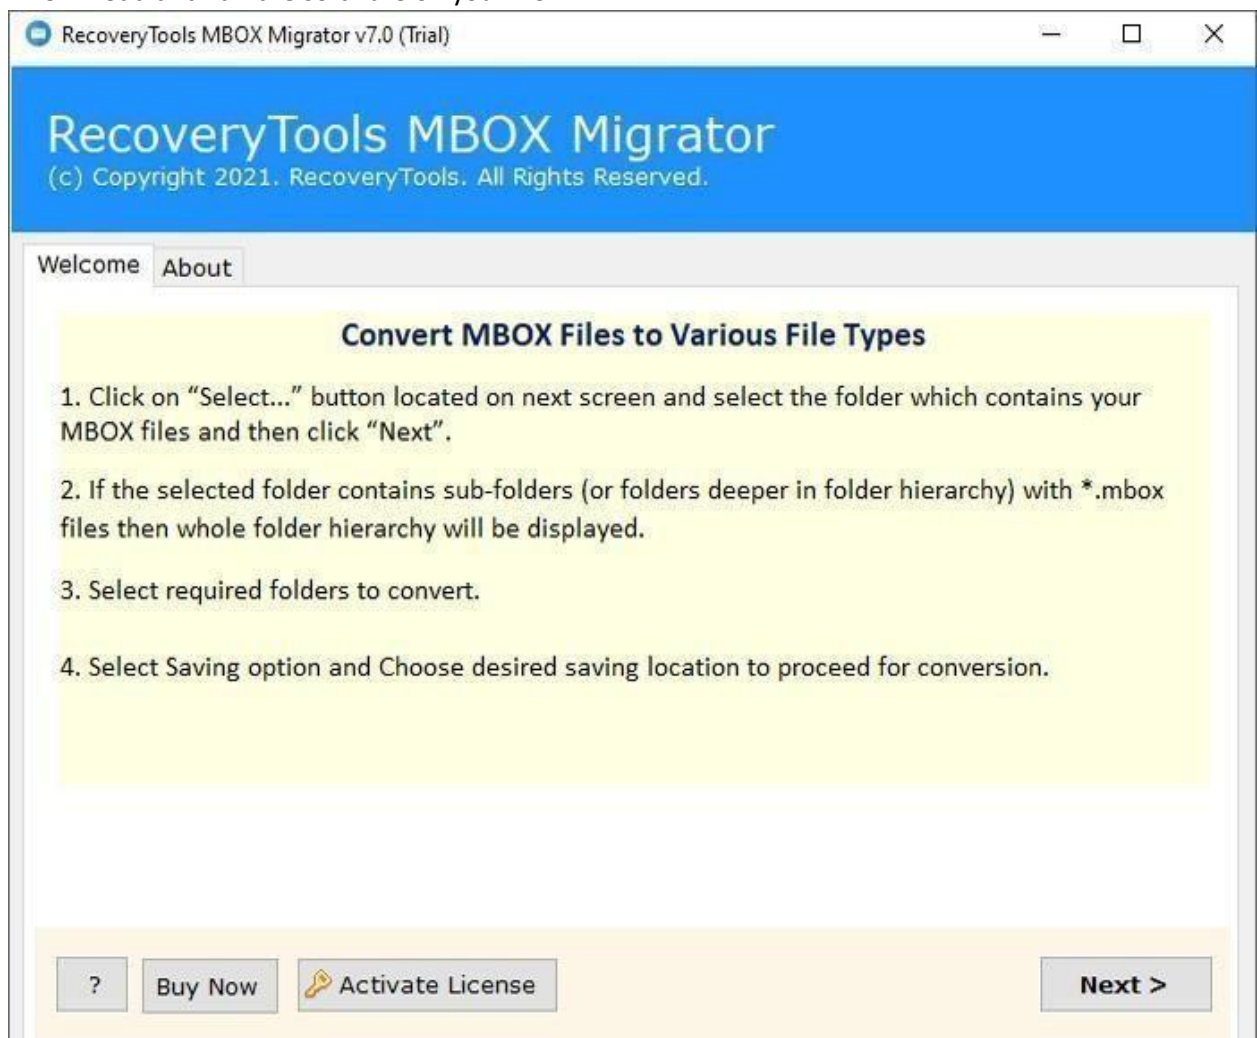 RecoveryTools MBOX Migrator v7.0 (Trial)
RecoveryTools MBOX Migrator
(c) Copyright 2021. RecoveryTools. All Rights Reserved.
Welcome About
Convert MBOX Files to Various File Types
1. Click on “Select...” button located on next screen and select the folder which contains your
MBOX files and then click “Next”.
2. If the selected folder contains sub-folders (or folders deeper in folder hierarchy) with *.mbox
files then whole folder hierarchy will be displayed.
3. Select required folders to convert.
4. Select Saving option and Choose desired saving location to proceed for conversion.
? Buy Now Activate License Next >